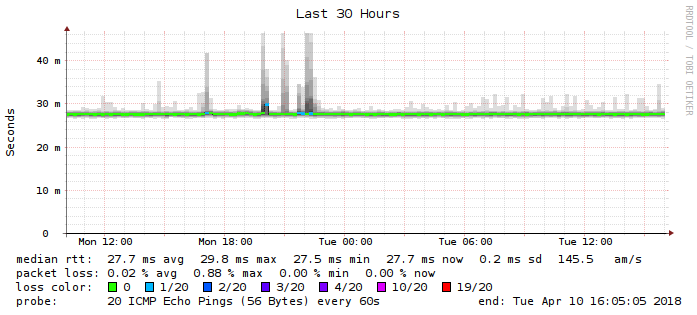 Last 30 Hours
RRDTOOL / TOBI OETIKER
Seconds
40 m
30 m
20 m
10 m
0
Mon 12:00 Mon 18:00 Tue 00:00 Tue 06:00 Tue 12:00
median rtt: 27.7 ms avg 29.8 ms max 27.5 ms min 27.7 ms now 0.2 ms sd 145.5 am/s
packet loss: 0.02 % avg 0.88 % max 0.00 % min 0.00 % now
loss color: 0 1/20 2/20 3/20 4/20 10/20 19/20
probe: 20 ICMP Echo Pings (56 Bytes) every 60s end: Tue Apr 10 16:05:05 2018